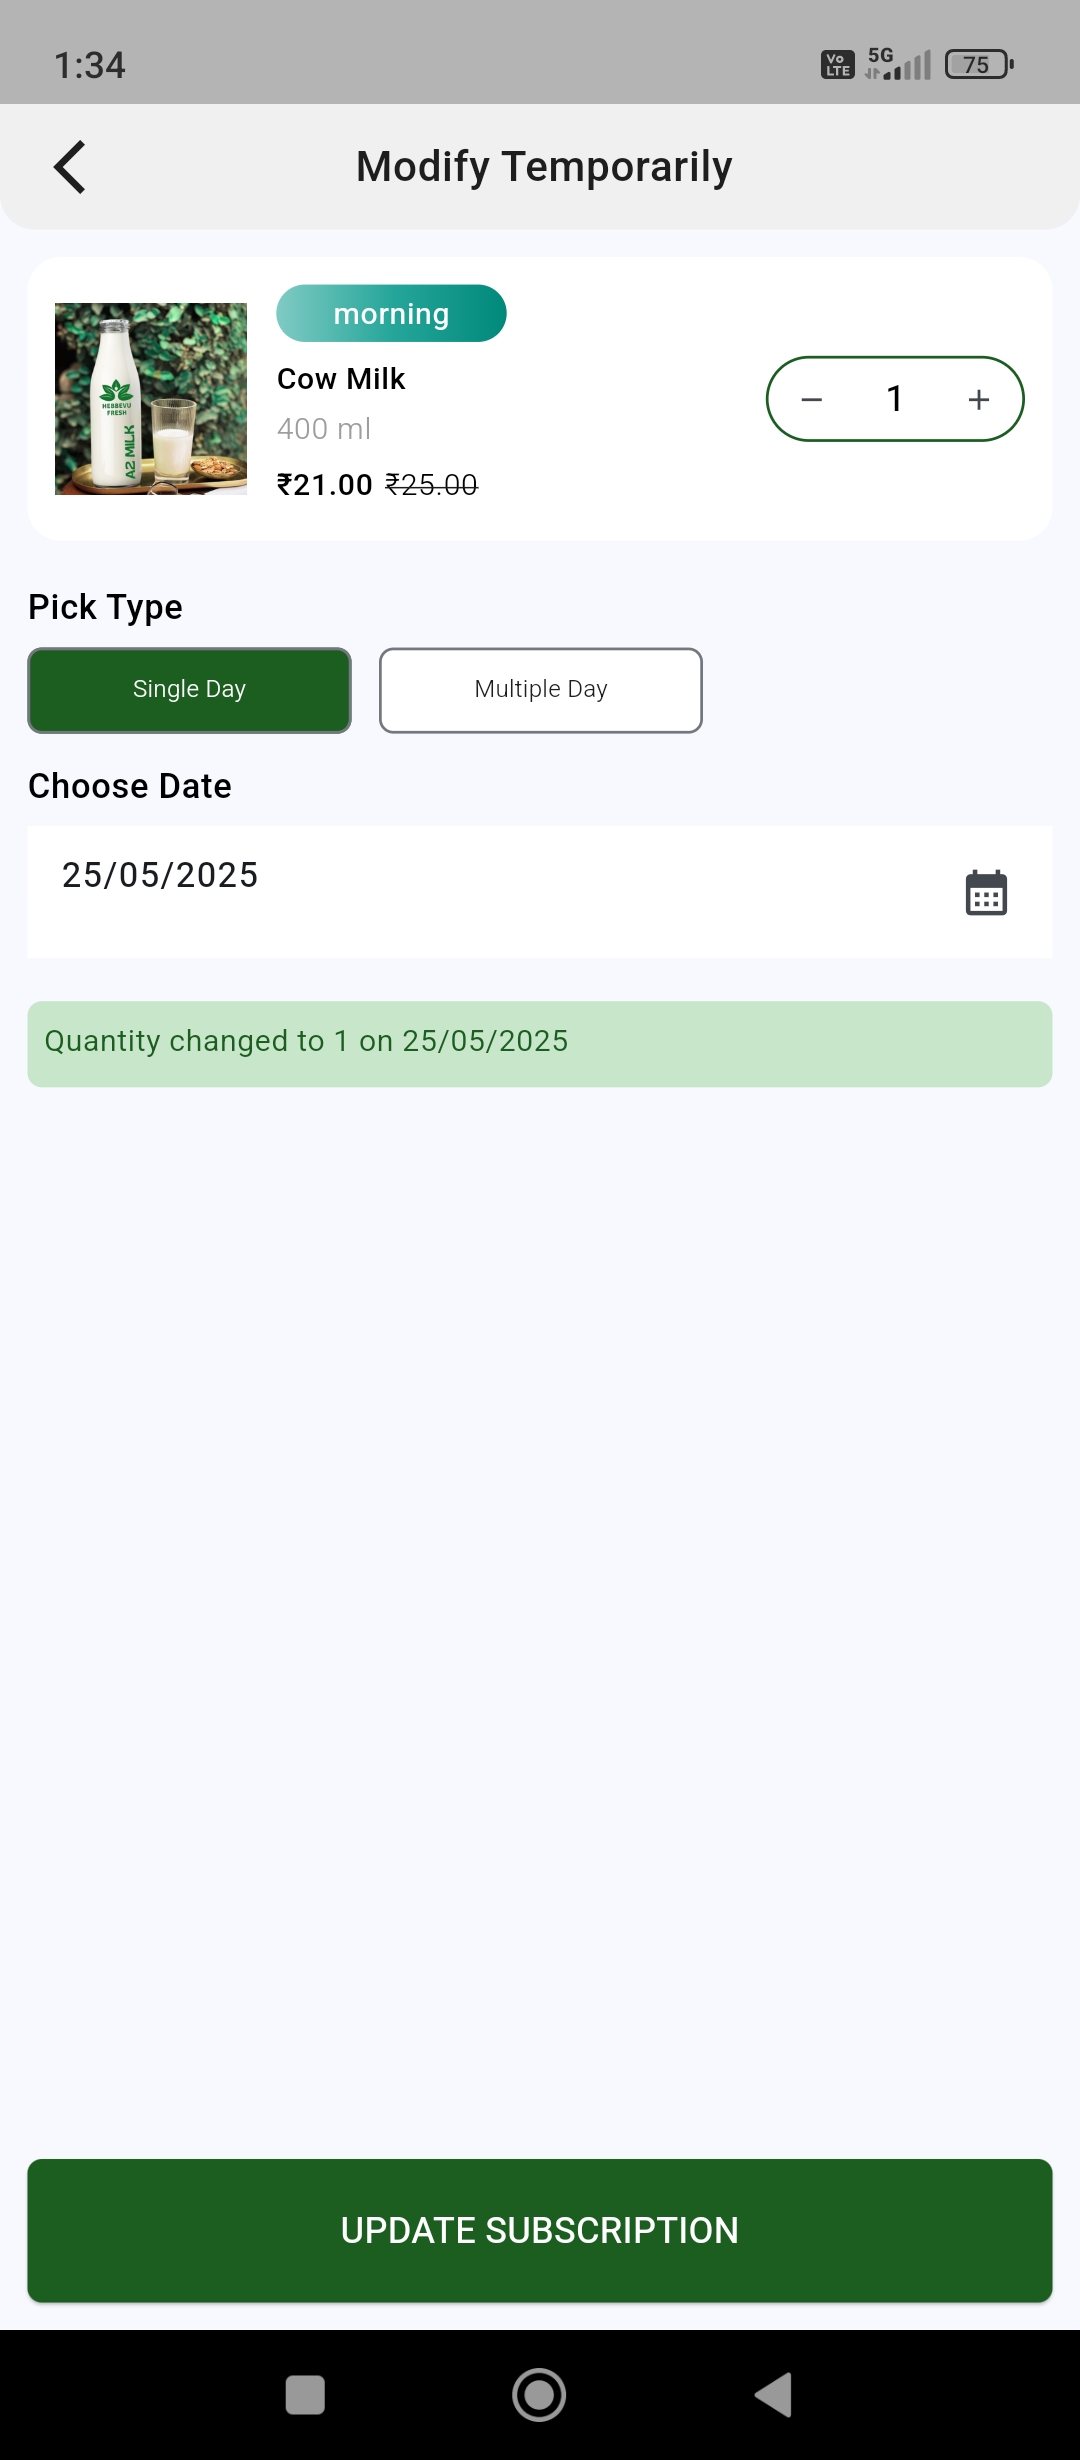 1:34
Vo LTE 5G 75
Modify Temporarily
morning
HEBBEVU
FRESH
A2 MILK
Cow Milk
400 ml
₹21.00 ₹25.00
− 1 +
Pick Type
Single Day Multiple Day
Choose Date
25/05/2025
Quantity changed to 1 on 25/05/2025
UPDATE SUBSCRIPTION